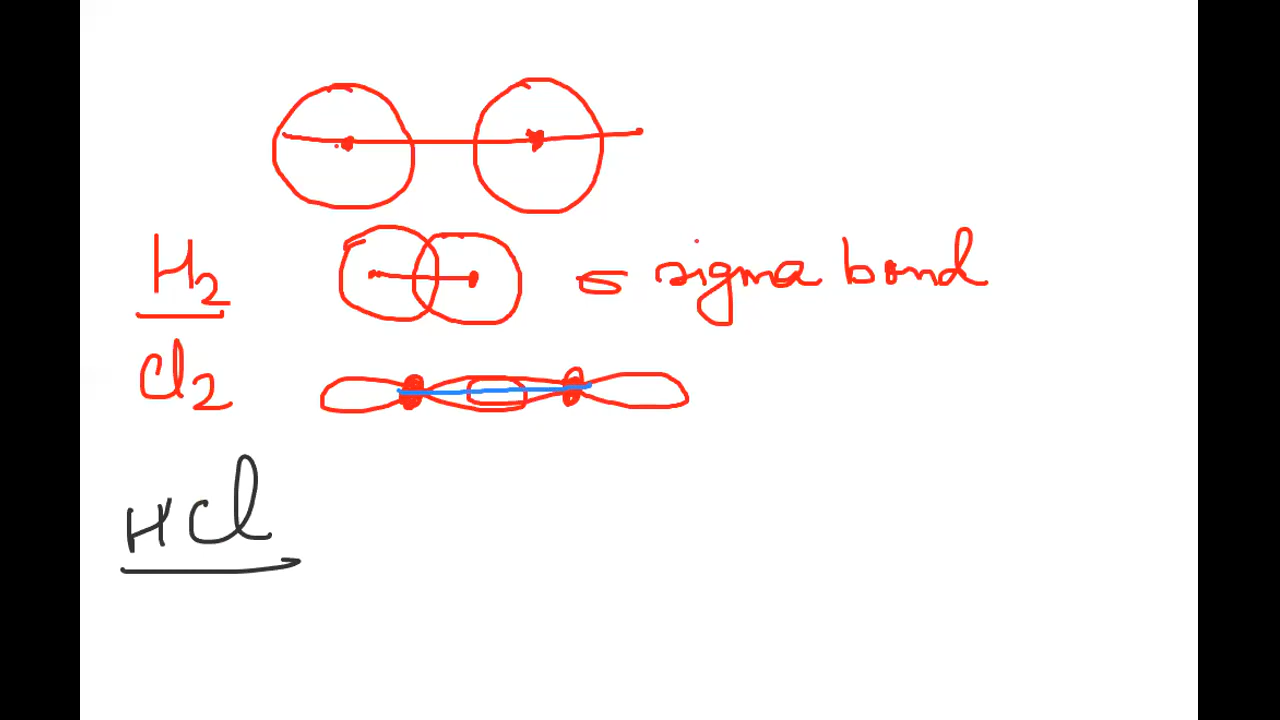 H₂ σ sigma bond
Cl₂
HCl